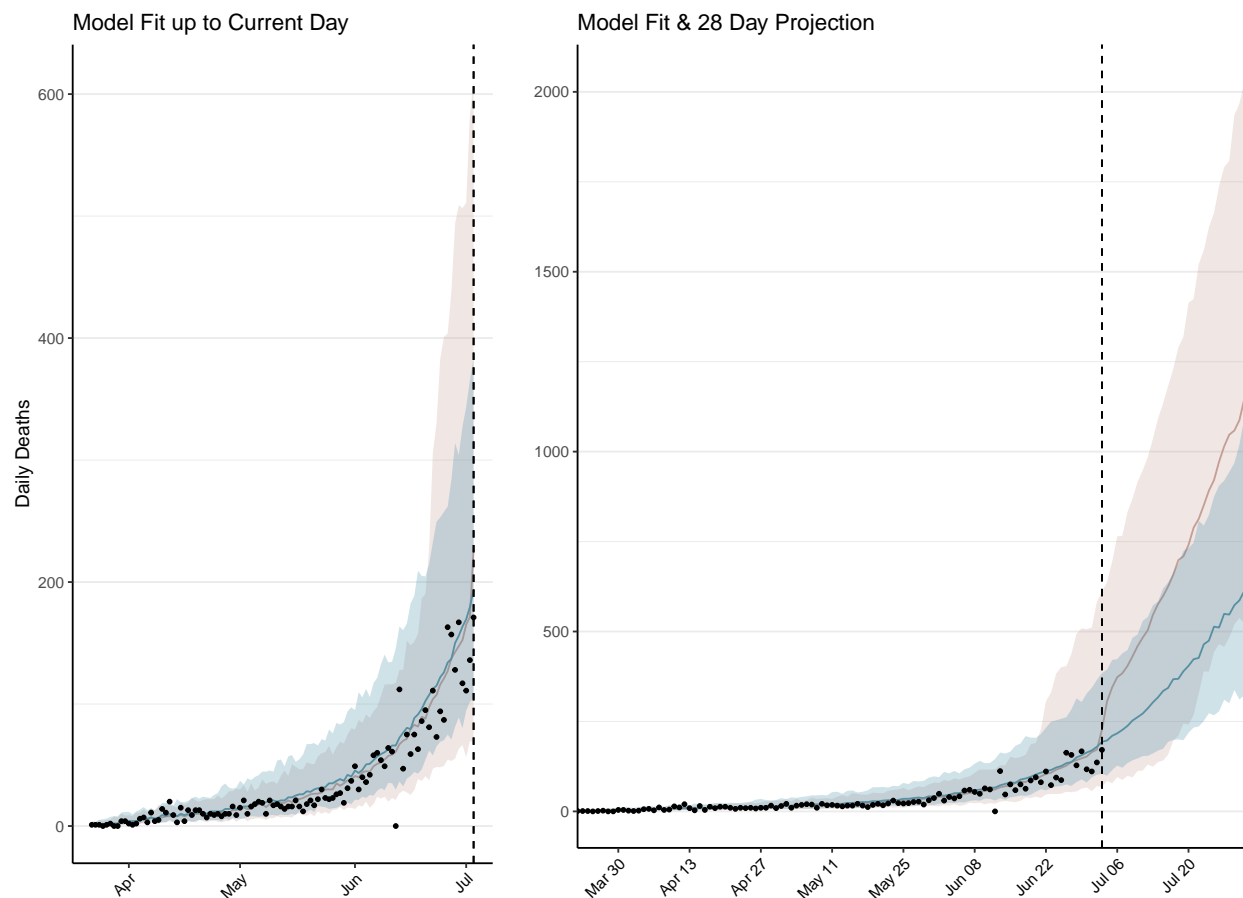 Model Fit up to Current Day
Daily Deaths
600
400
200
0
Apr
May
Jun
Jul
Model Fit & 28 Day Projection
2000
1500
1000
500
0
Mar 30
Apr 13
Apr 27
May 11
May 25
Jun 08
Jun 22
Jul 06
Jul 20